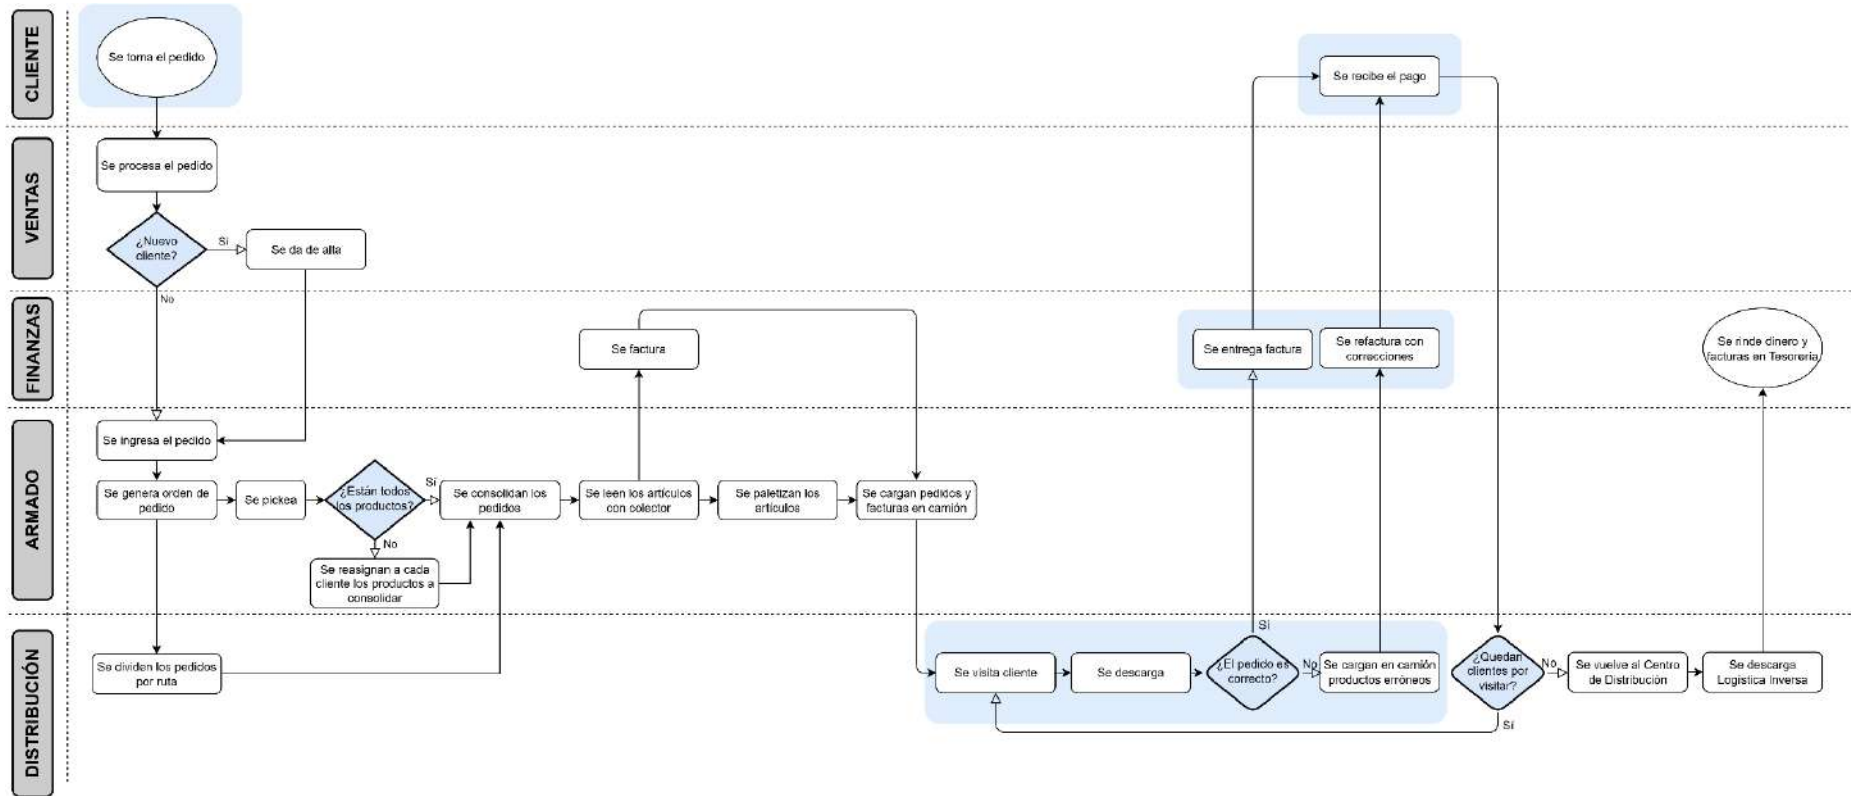 CLIENTE
Se toma el pedido
Se recibe el pago
VENTAS
Se procesa el pedido
¿Nuevo
cliente?
Sí
Se da de alta
No
FINANZAS
Se factura
Se entrega factura
Se refactura con
correcciones
Se rinde dinero y
facturas en Tesorería
ARMADO
Se ingresa el pedido
Se genera orden de
pedido
Se pickea
¿Están todos
los productos?
Sí
No
Se reasignan a cada
cliente los productos a
consolidar
Se consolidan los
pedidos
Se leen los artículos
con colector
Se paletizan los
artículos
Se cargan pedidos y
facturas en camión
DISTRIBUCIÓN
Se dividen los pedidos
por ruta
Se visita cliente
Se descarga
¿El pedido es
correcto?
Sí
No
Se cargan en camión
productos erróneos
¿Quedan
clientes por
visitar?
No
Sí
Se vuelve al Centro
de Distribución
Se descarga
Logística Inversa